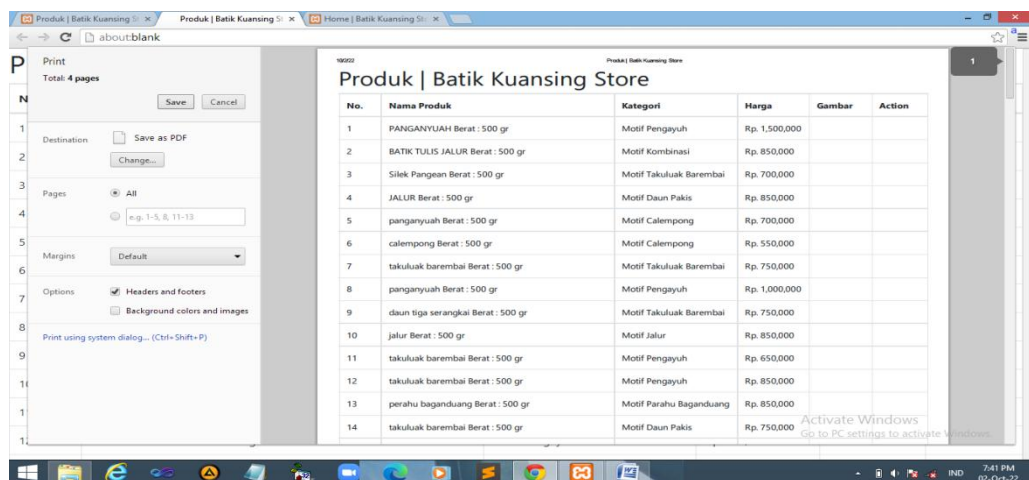 Produk | Batik Kuansing St
Produk | Batik Kuansing St
Home | Batik Kuansing Sto
about:blank
Print
Total: 4 pages
Save
Cancel
Destination
Save as PDF
Change...
Pages
All
e.g. 1-5, 8, 11-13
Margins
Default
Options
Headers and footers
Background colors and images
Print using system dialog... (Ctrl+Shift+P)
10/2/22 Produk | Batik Kuansing Store
1
Produk | Batik Kuansing Store
No. Nama Produk Kategori Harga Gambar Action
1 PANGANYUAH Berat : 500 gr Motif Pengayuh Rp. 1,500,000
2 BATIK TULIS JALUR Berat : 500 gr Motif Kombinasi Rp. 850,000
3 Silek Pangean Berat : 500 gr Motif Takuluak Barembai Rp. 700,000
4 JALUR Berat : 500 gr Motif Daun Pakis Rp. 850,000
5 panganyuah Berat : 500 gr Motif Calempong Rp. 700,000
6 calempong Berat : 500 gr Motif Calempong Rp. 550,000
7 takuluak barembai Berat : 500 gr Motif Takuluak Barembai Rp. 750,000
8 panganyuah Berat : 500 gr Motif Pengayuh Rp. 1,000,000
9 daun tiga serangkai Berat : 500 gr Motif Takuluak Barembai Rp. 750,000
10 jalur Berat : 500 gr Motif Jalur Rp. 850,000
11 takuluak barembai Berat : 500 gr Motif Pengayuh Rp. 650,000
12 takuluak barembai Berat : 500 gr Motif Pengayuh Rp. 850,000
13 perahu baganduang Berat : 500 gr Motif Parahu Baganduang Rp. 850,000
14 takuluak barembai Berat : 500 gr Motif Daun Pakis Rp. 750,000
Activate Windows
Go to PC settings to activate Windows.
IND
7:41 PM
02-Oct-22